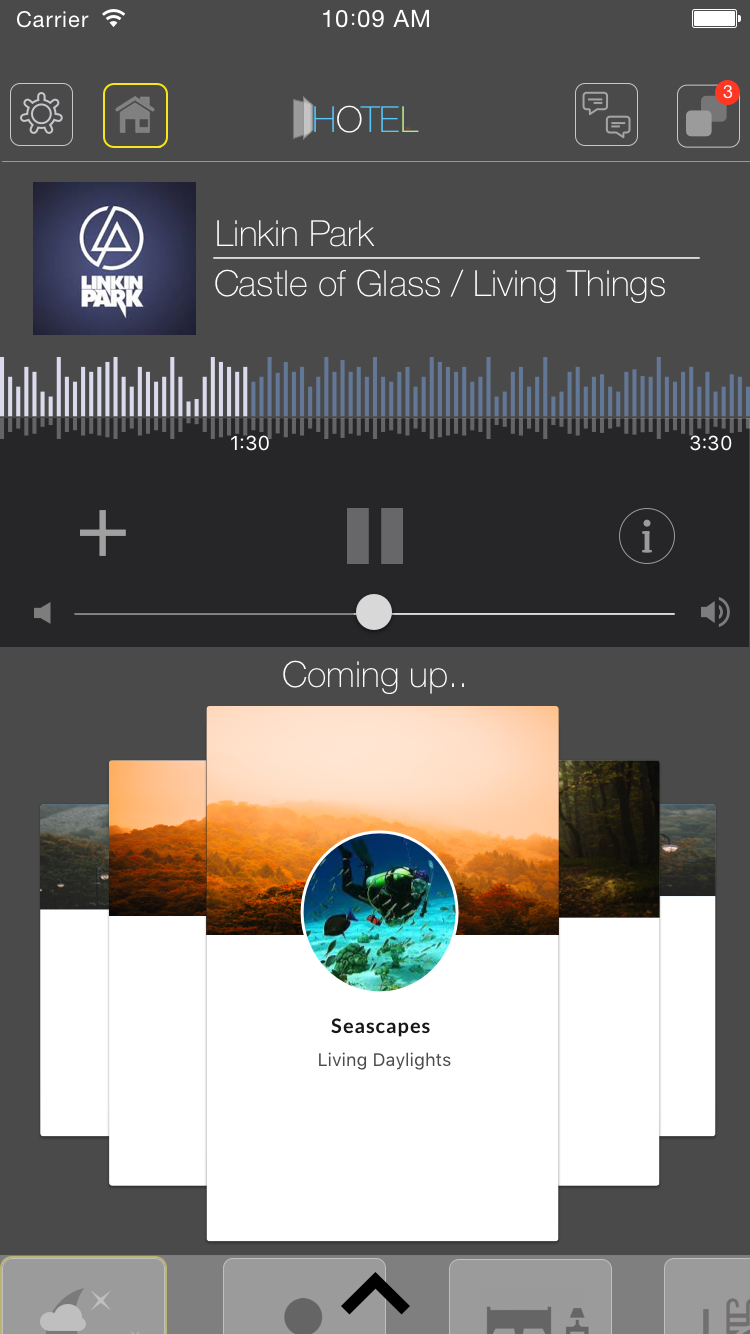 Carrier 10:09 AM
HOTEL
3
LINKIN
PARK
Linkin Park
Castle of Glass / Living Things
1:30 3:30
i
Coming up..
Seascapes
Living Daylights